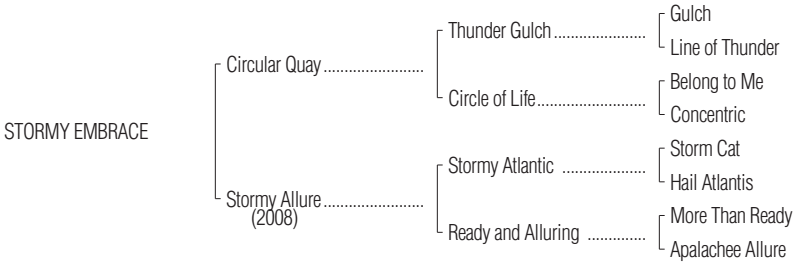 Gulch
Thunder Gulch ......................
Line of Thunder
Circular Quay ........................
Belong to Me
Circle of Life..........................
Concentric
STORMY EMBRACE
Storm Cat
Stormy Atlantic ....................
Hail Atlantis
Stormy Allure ........................
(2008)
More Than Ready
Ready and Alluring ..............
Apalachee Allure